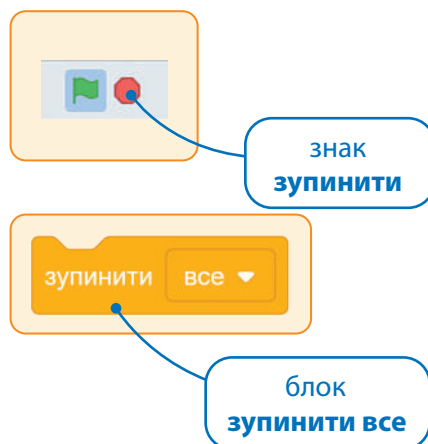 знак
зупинити
зупинити все
блок
зупинити все